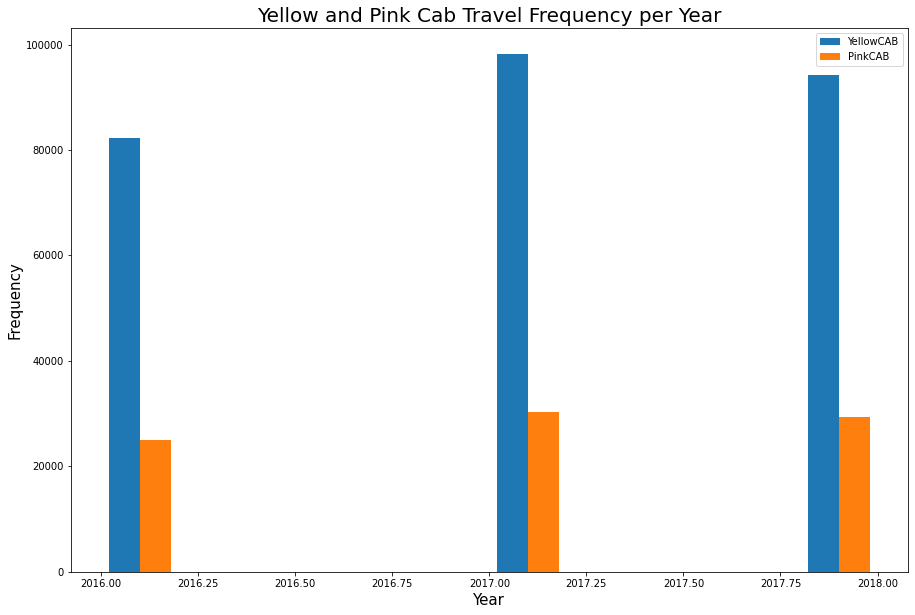 Yellow and Pink Cab Travel Frequency per Year
YellowCAB
PinkCAB
Frequency
100000
80000
60000
40000
20000
0
2016.00 2016.25 2016.50 2016.75 2017.00 2017.25 2017.50 2017.75 2018.00
Year